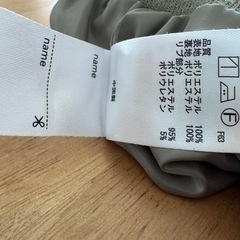 name
name
中国製
品質
表地 ポリエステル 100%
裏地 ポリエステル 100%
リブ部分
ポリエステル 95%
ポリウレタン 5%
F